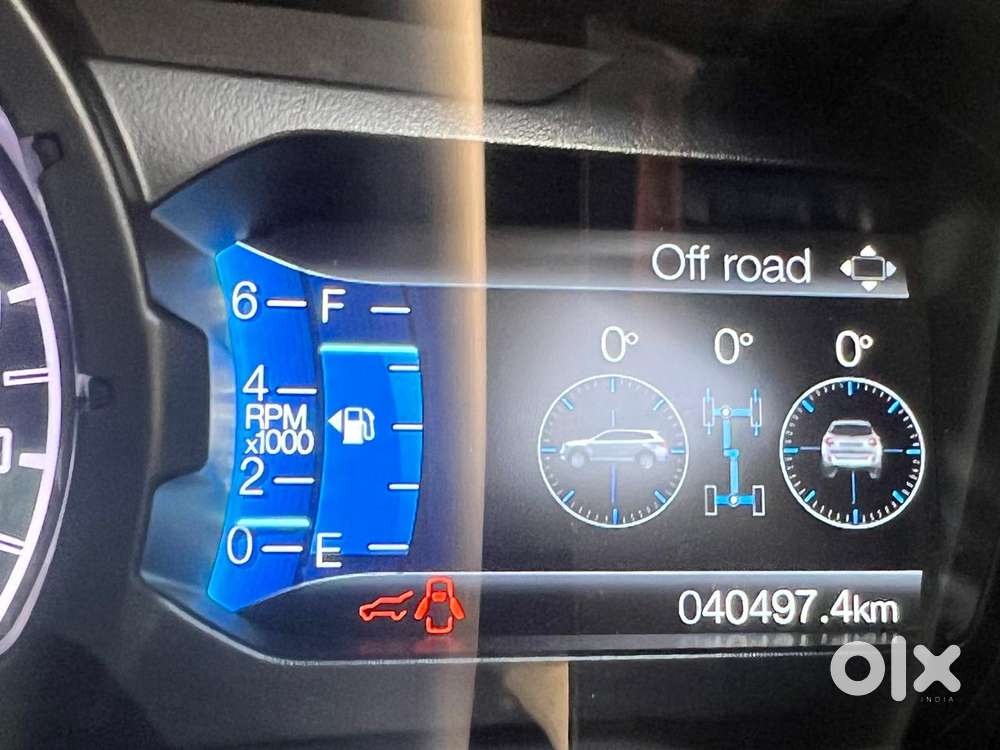 Off road
6 F
0° 0° 0°
4
RPM
x1000
2
0 E
040497.4km
olx
INDIA